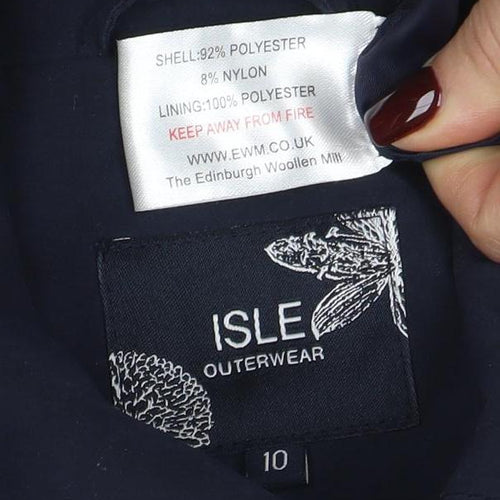 SHELL:92% POLYESTER
8% NYLON
LINING:100% POLYESTER
KEEP AWAY FROM FIRE
WWW.EWM.CO.UK
The Edinburgh Woollen Mill
ISLE
OUTERWEAR
10